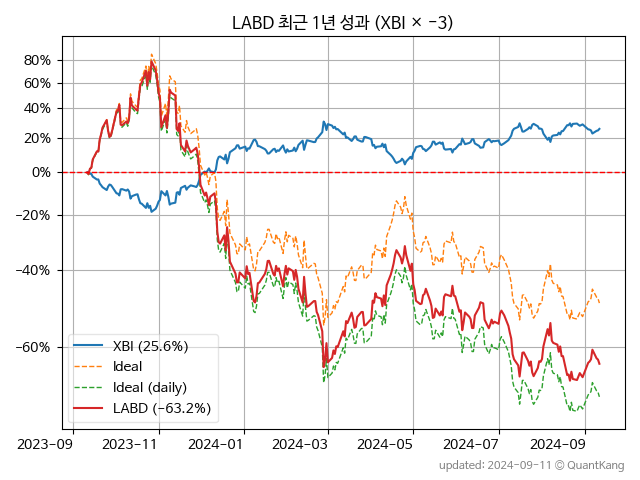 LABD 최근 1년 성과 (XBI × −3)
80%
60%
40%
20%
0%
−20%
−40%
−60%
XBI (25.6%)
Ideal
Ideal (daily)
LABD (−63.2%)
2023-09
2023-11
2024-01
2024-03
2024-05
2024-07
2024-09
updated: 2024-09-11 © QuantKang